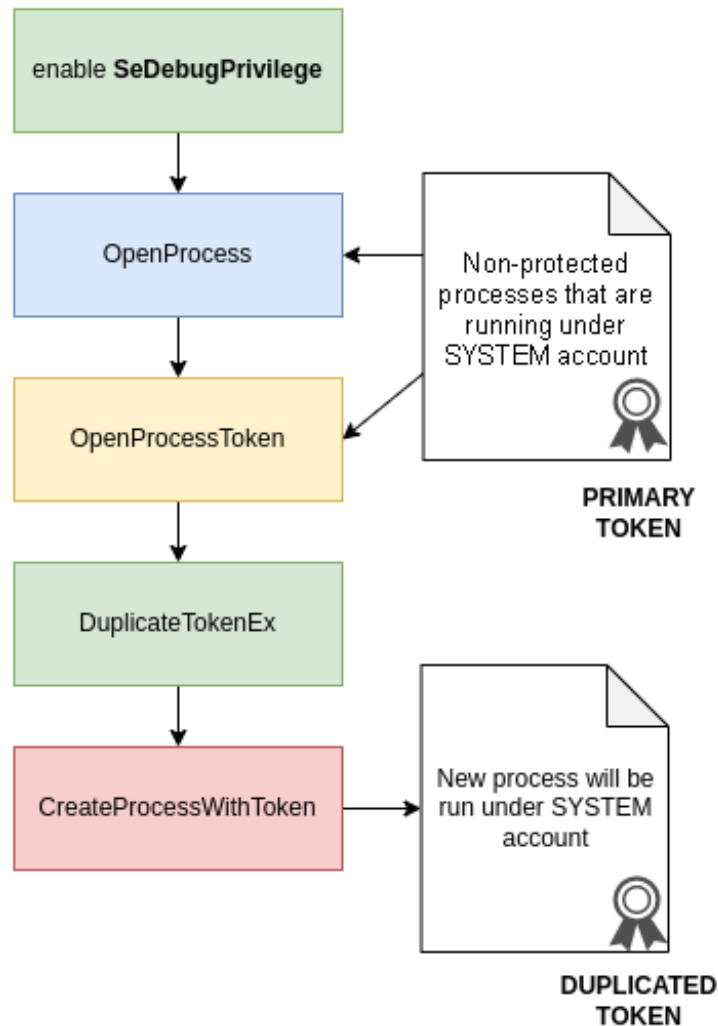 enable SeDebugPrivilege
OpenProcess
Non-protected
processes that are
running under
SYSTEM account
OpenProcessToken
PRIMARY
TOKEN
DuplicateTokenEx
CreateProcessWithToken
New process will be
run under SYSTEM
account
DUPLICATED
TOKEN